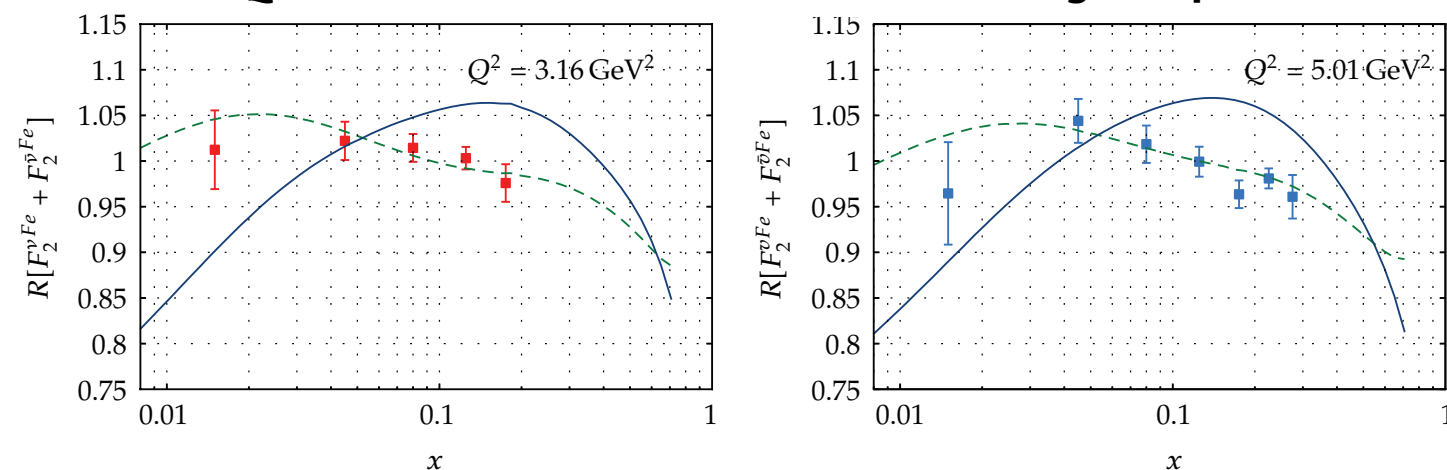 Q
g p
1.15
1.1
1.05
1
0.95
0.9
0.85
0.8
0.75
R[F₂^{νFe} + F₂^{ν̄Fe}]
Q² = 3.16 GeV²
0.01 0.1 1
x
1.15
1.1
1.05
1
0.95
0.9
0.85
0.8
0.75
R[F₂^{νFe} + F₂^{ν̄Fe}]
Q² = 5.01 GeV²
0.01 0.1 1
x